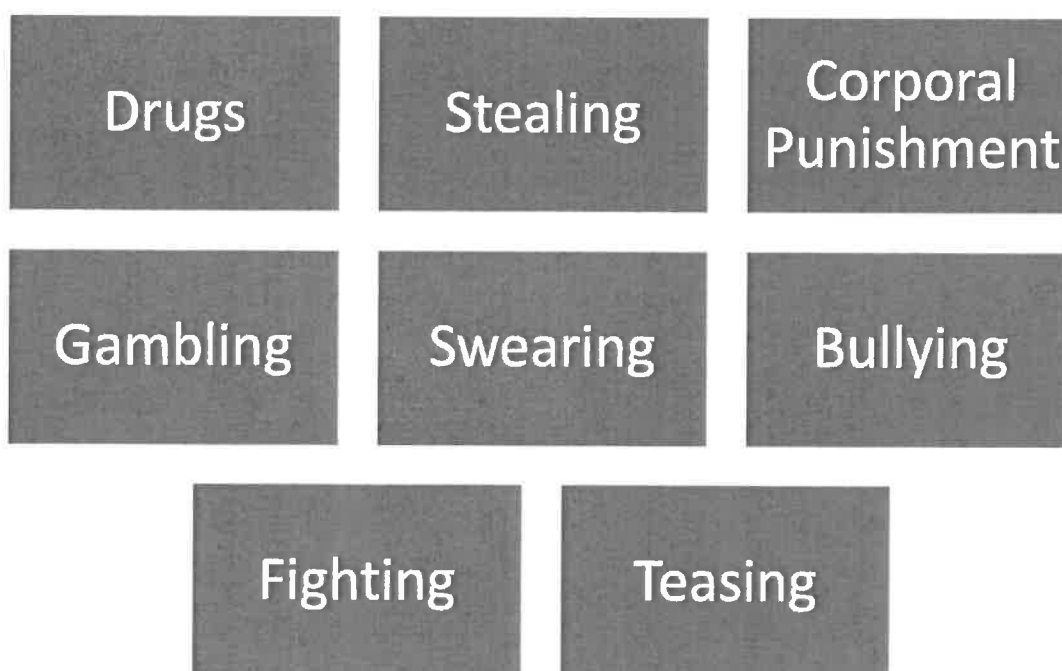 Drugs
Stealing
Corporal
Punishment
Gambling
Swearing
Bullying
Fighting
Teasing